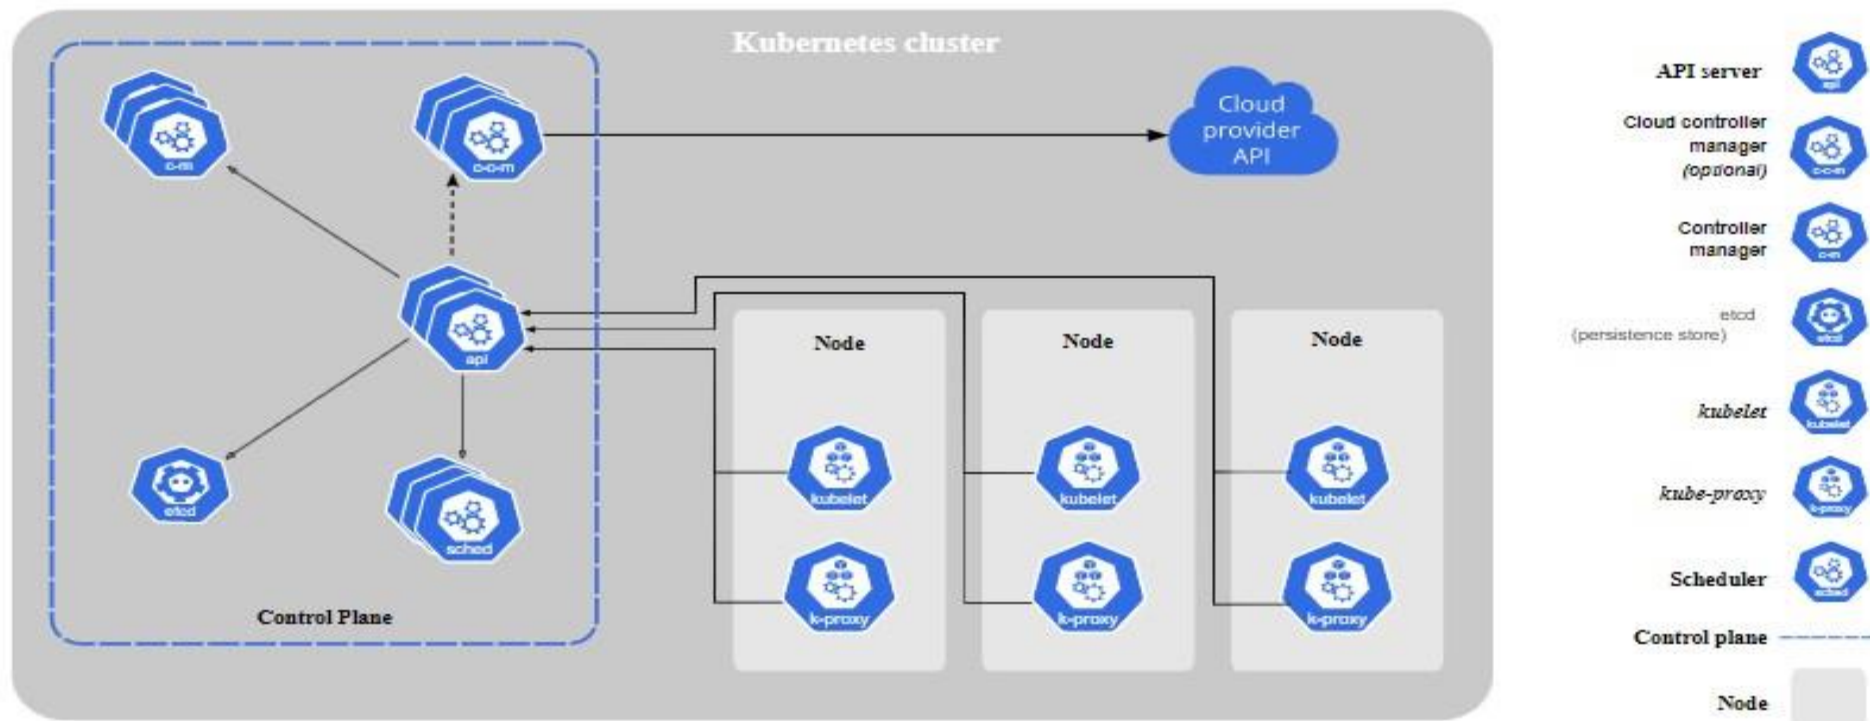 Kubernetes cluster
c-m
c-c-m
Cloud
provider
API
api
etcd
sched
Control Plane
Node
kubelet
k-proxy
Node
kubelet
k-proxy
Node
kubelet
k-proxy
API server
api
Cloud controller
manager
(optional)
c-c-m
Controller
manager
c-m
etcd
(persistence store)
etcd
kubelet
kubelet
kube-proxy
k-proxy
Scheduler
sched
Control plane
Node